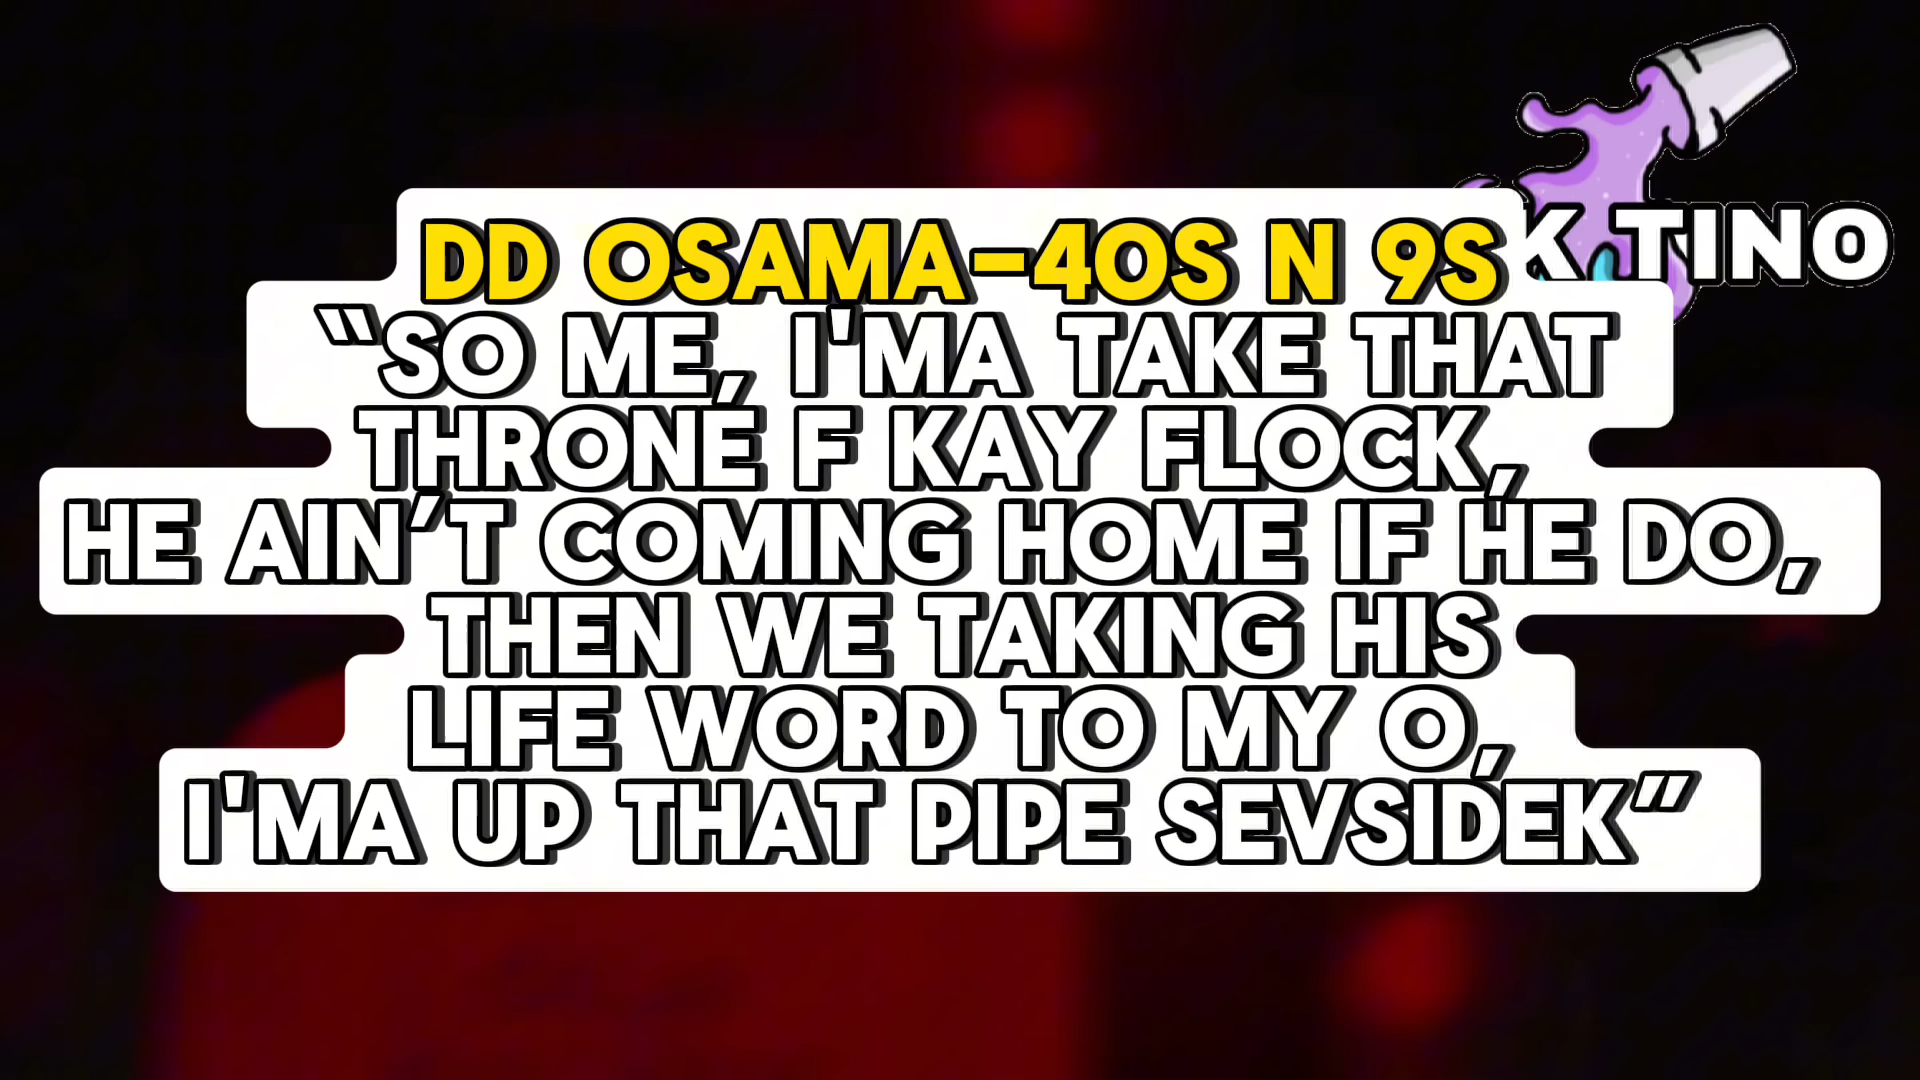 DD OSAMA-40S N 9S
K TINO
“SO ME, I'MA TAKE THAT
THRONE F KAY FLOCK,
HE AIN’T COMING HOME IF HE DO,
THEN WE TAKING HIS
LIFE WORD TO MY O,
I'MA UP THAT PIPE SEVSIDEK”